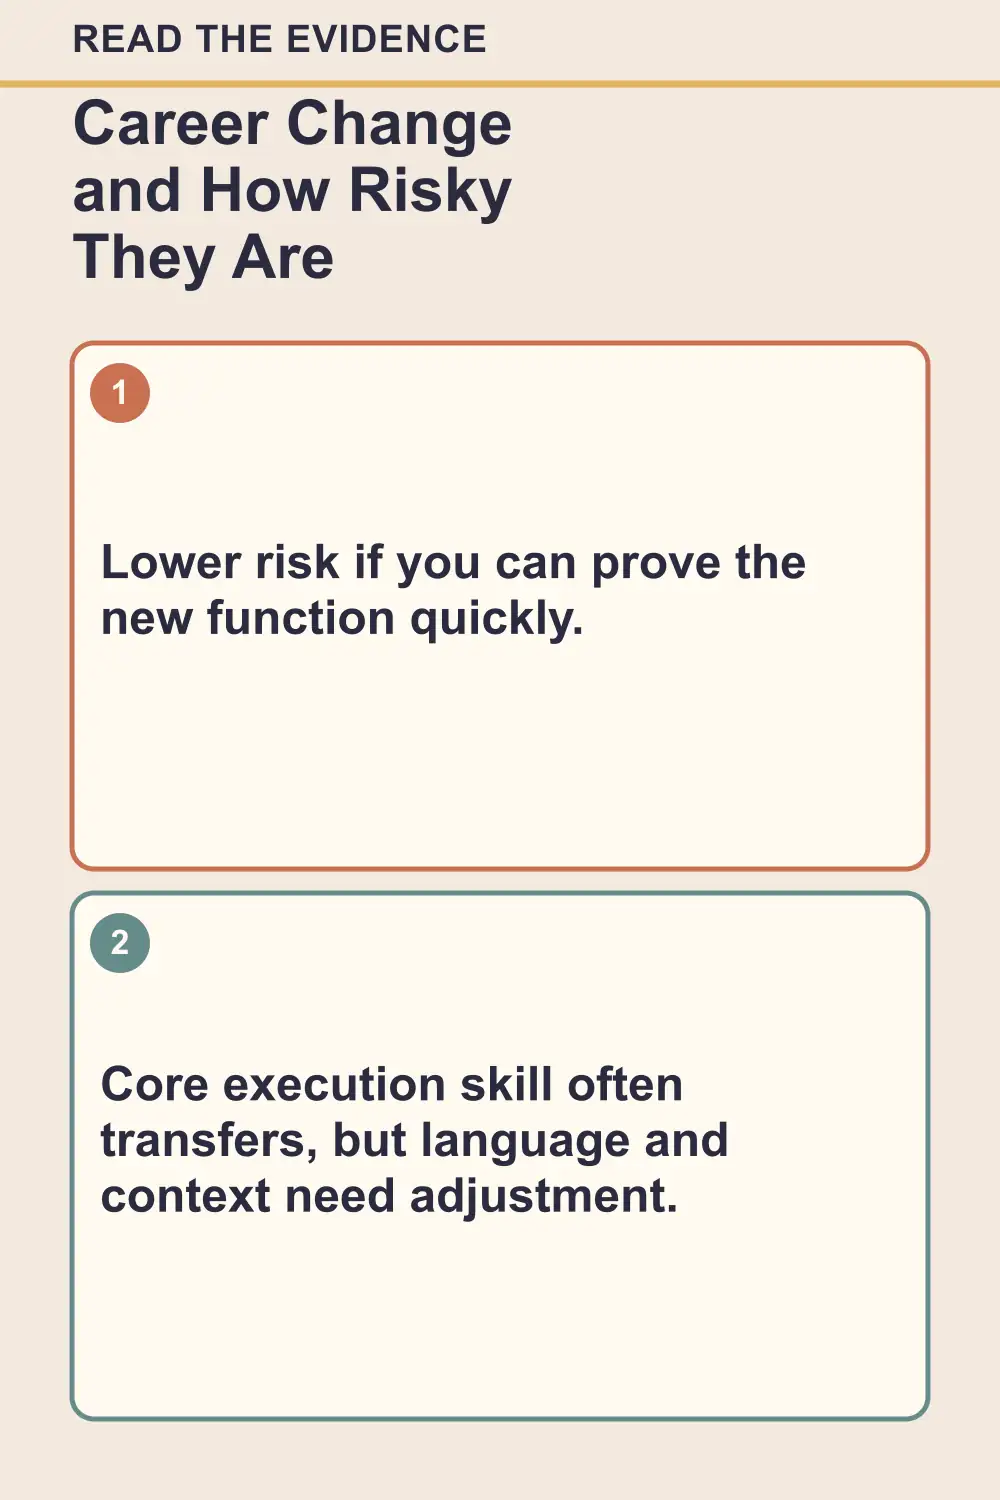 READ THE EVIDENCE
Career Change
and How Risky
They Are
1
Lower risk if you can prove the
new function quickly.
2
Core execution skill often
transfers, but language and
context need adjustment.